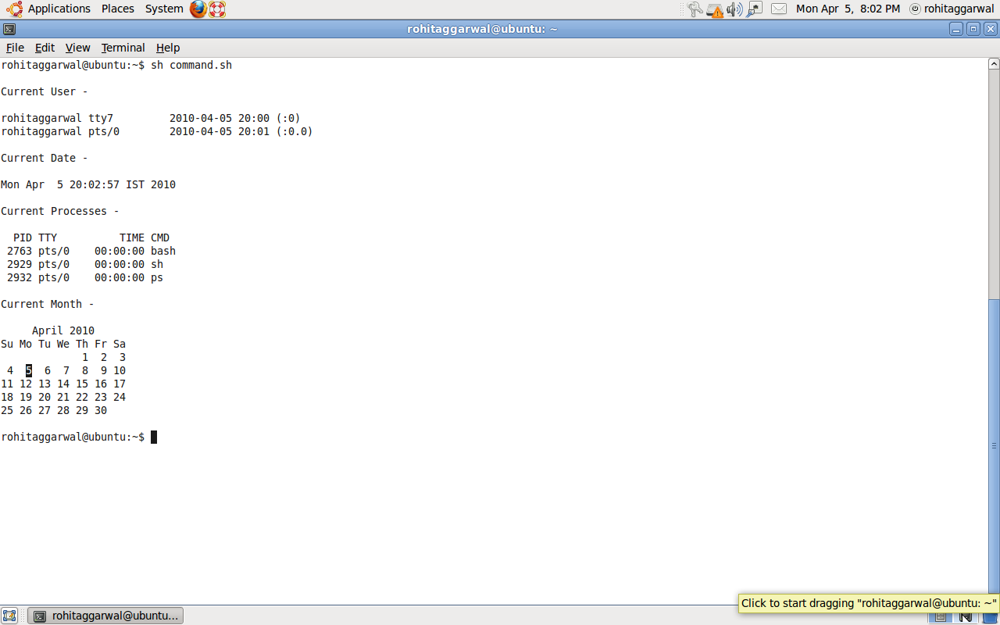 Applications Places System Mon Apr 5, 8:02 PM rohitaggarwal
rohitaggarwal@ubuntu: ~
File Edit View Terminal Help
rohitaggarwal@ubuntu:~$ sh command.sh
Current User -
rohitaggarwal tty7         2010-04-05 20:00 (:0)
rohitaggarwal pts/0        2010-04-05 20:01 (:0.0)
Current Date -
Mon Apr  5 20:02:57 IST 2010
Current Processes -
  PID TTY          TIME CMD
 2763 pts/0    00:00:00 bash
 2929 pts/0    00:00:00 sh
 2932 pts/0    00:00:00 ps
Current Month -
     April 2010
Su Mo Tu We Th Fr Sa
             1  2  3
 4  5  6  7  8  9 10
11 12 13 14 15 16 17
18 19 20 21 22 23 24
25 26 27 28 29 30
rohitaggarwal@ubuntu:~$
Click to start dragging "rohitaggarwal@ubuntu: ~"
rohitaggarwal@ubuntu...